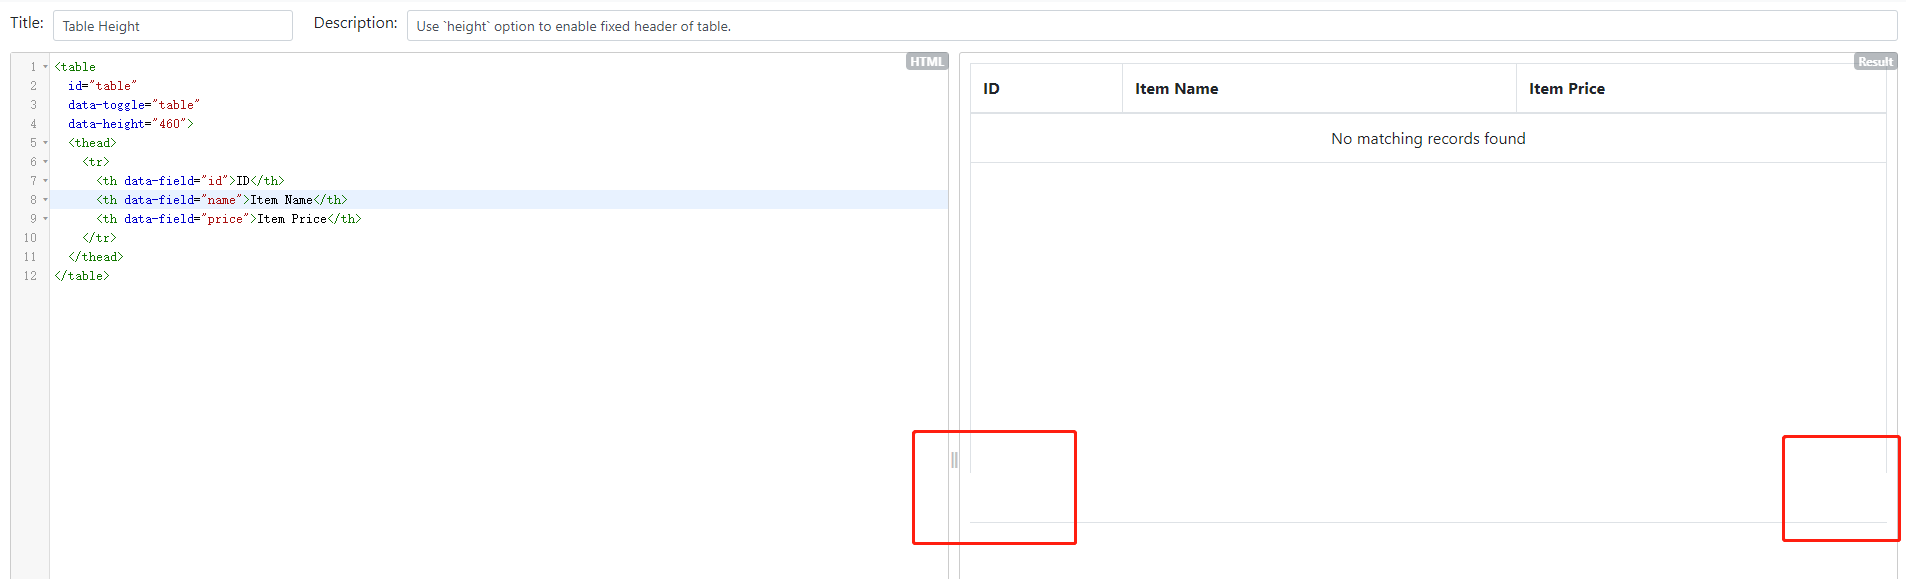 Title: Table Height Description: Use `height` option to enable fixed header of table.
HTML
1 <table
2 id="table"
3 data-toggle="table"
4 data-height="460">
5 <thead>
6 <tr>
7 <th data-field="id">ID</th>
8 <th data-field="name">Item Name</th>
9 <th data-field="price">Item Price</th>
10 </tr>
11 </thead>
12 </table>
Result
ID Item Name Item Price
No matching records found